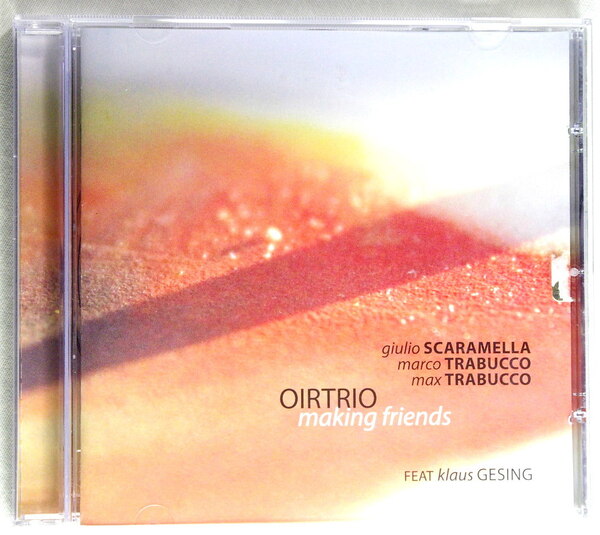 giulio SCARAMELLA
marco TRABUCCO
max TRABUCCO
OIRTRIO
making friends
FEAT klaus GESING